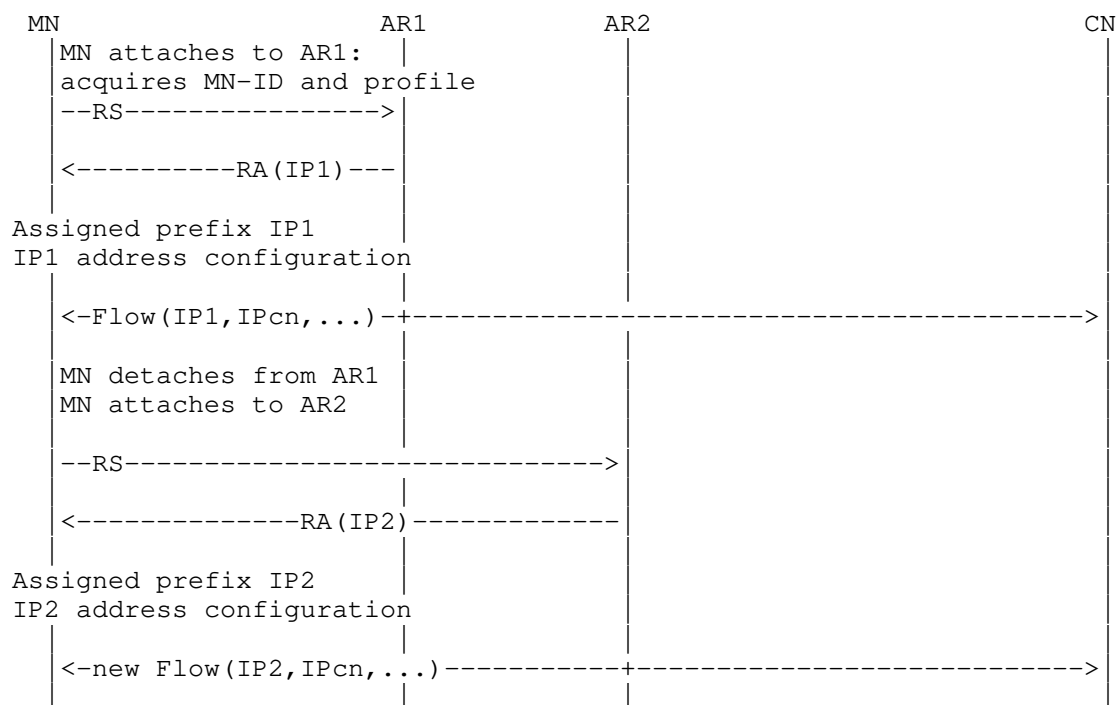 MN AR1 AR2 CN
MN attaches to AR1:
acquires MN-ID and profile
--RS---------------->
<----------RA(IP1)---
Assigned prefix IP1
IP1 address configuration
<-Flow(IP1,IPcn,...)-+------------------------------------------>
MN detaches from AR1
MN attaches to AR2
--RS------------------------------>
<--------------RA(IP2)-------------
Assigned prefix IP2
IP2 address configuration
<-new Flow(IP2,IPcn,...)-----------+---------------------------->